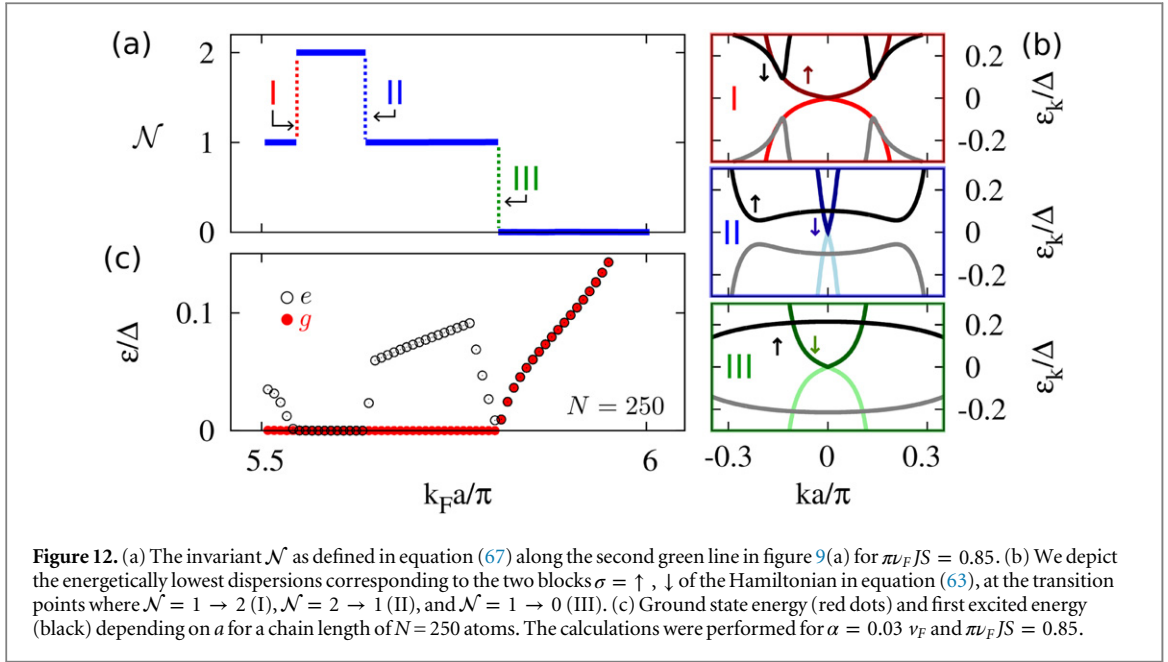 (a)
2
I
II
𝒩
1
III
0
(c)
e
g
0.1
ε/Δ
N = 250
0
5.5
6
k_F a/π
(b)
0.2
↓ ↑
I
0
ε_k/Δ
-0.2
0.2
↑
II
↓
0
ε_k/Δ
-0.2
0.2
↑ ↓
III
0
ε_k/Δ
-0.2
-0.3 0 0.3
ka/π
Figure 12. (a) The invariant 𝒩 as defined in equation (67) along the second green line in figure 9(a) for πν_F JS = 0.85. (b) We depict
the energetically lowest dispersions corresponding to the two blocks σ = ↑ , ↓ of the Hamiltonian in equation (63), at the transition
points where 𝒩 = 1 → 2 (I), 𝒩 = 2 → 1 (II), and 𝒩 = 1 → 0 (III). (c) Ground state energy (red dots) and first excited energy
(black) depending on a for a chain length of N = 250 atoms. The calculations were performed for α = 0.03 v_F and πν_F JS = 0.85.